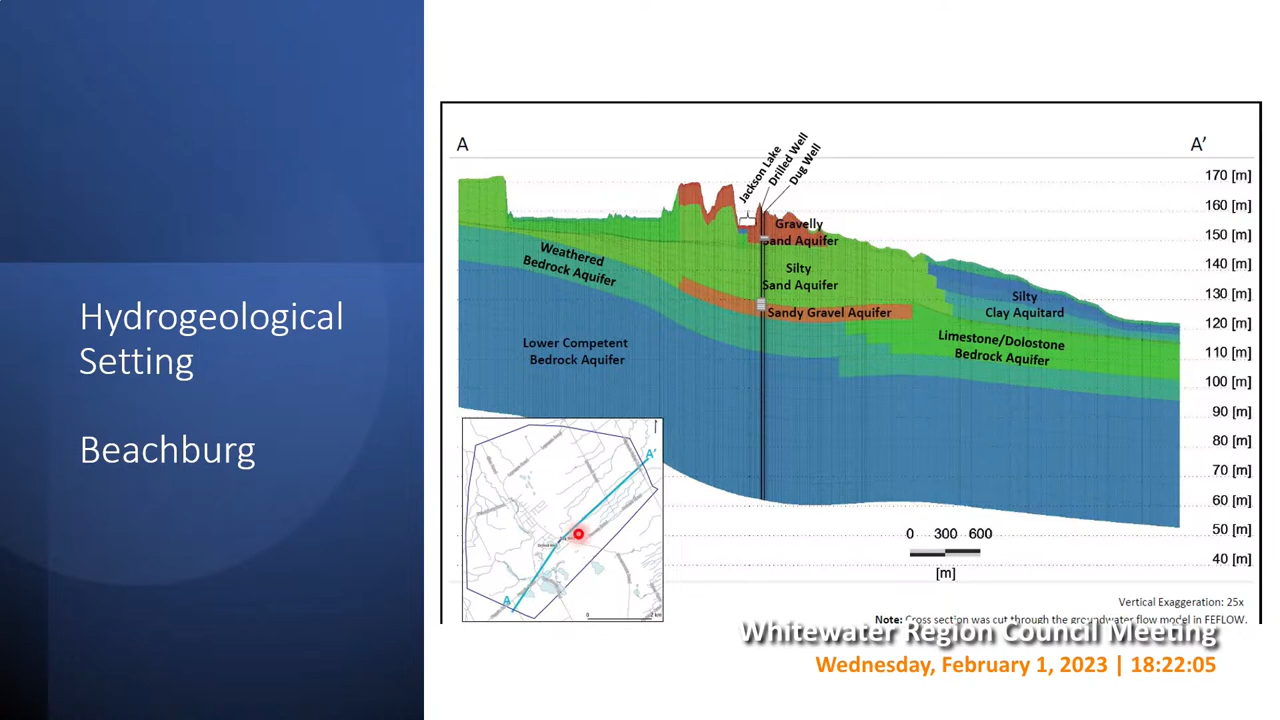 Hydrogeological
Setting
Beachburg
A
A'
Jackson Lake
Drilled Well
Dug Well
170 [m]
160 [m]
150 [m]
140 [m]
130 [m]
120 [m]
110 [m]
100 [m]
90 [m]
80 [m]
70 [m]
60 [m]
50 [m]
40 [m]
Gravelly
Sand Aquifer
Weathered
Bedrock Aquifer
Silty
Sand Aquifer
Silty
Clay Aquitard
Sandy Gravel Aquifer
Limestone/Dolostone
Bedrock Aquifer
Lower Competent
Bedrock Aquifer
A'
A
0 300 600
[m]
Vertical Exaggeration: 25x
Note: Cross section was cut through the groundwater flow model in FEFLOW.
Whitewater Region Council Meeting
Wednesday, February 1, 2023 | 18:22:05